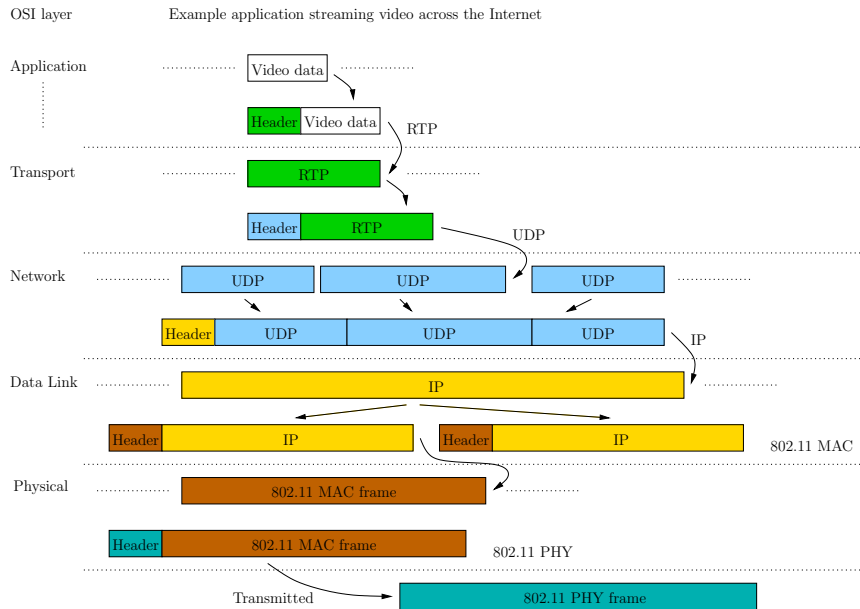 OSI layer Example application streaming video across the Internet
Application Video data
Header Video data RTP
Transport RTP
Header RTP UDP
Network UDP UDP UDP
Header UDP UDP UDP IP
Data Link IP
Header IP Header IP 802.11 MAC
Physical 802.11 MAC frame
Header 802.11 MAC frame 802.11 PHY
Transmitted 802.11 PHY frame